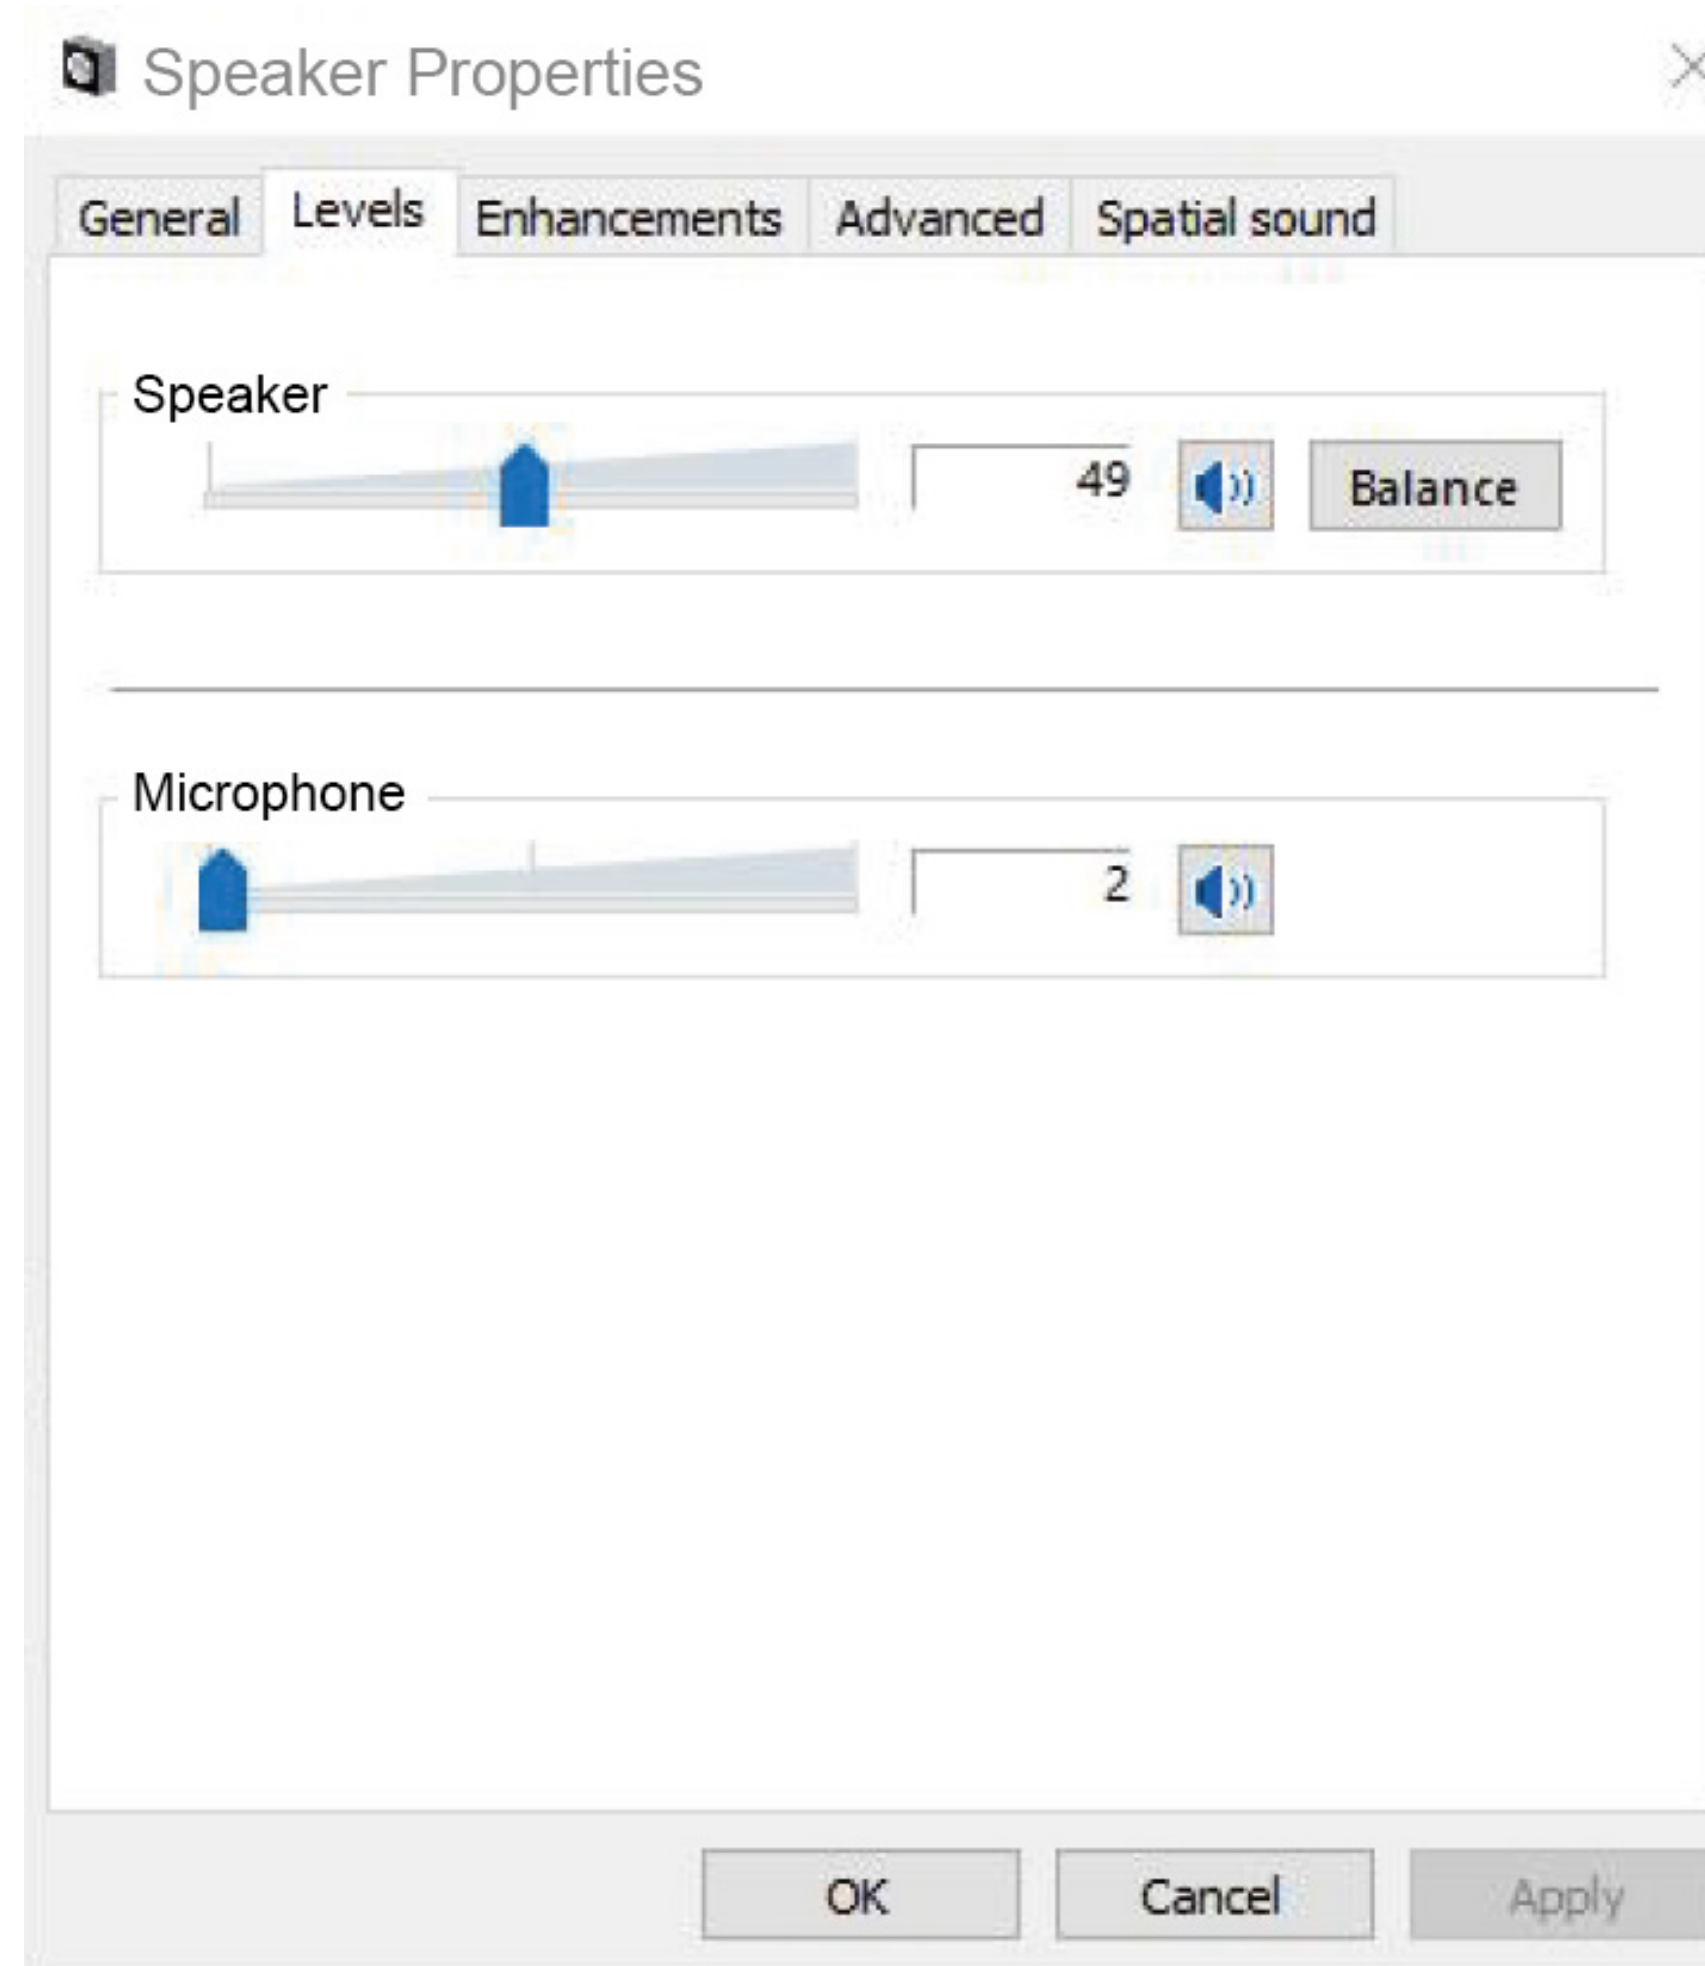 Speaker Properties
General Levels Enhancements Advanced Spatial sound
Speaker
49 Balance
Microphone
2
OK Cancel Apply